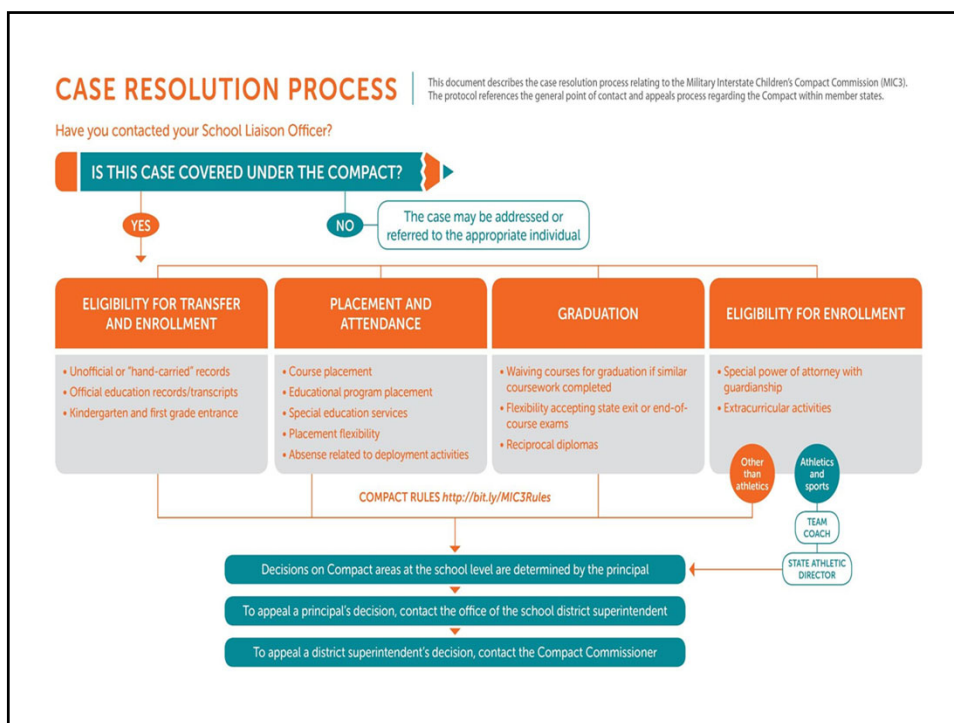 CASE RESOLUTION PROCESS
This document describes the case resolution process relating to the Military Interstate Children's Compact Commission (MIC3).
The protocol references the general point of contact and appeals process regarding the Compact within member states.
Have you contacted your School Liaison Officer?
IS THIS CASE COVERED UNDER THE COMPACT?
YES
NO
The case may be addressed or
referred to the appropriate individual
ELIGIBILITY FOR TRANSFER
AND ENROLLMENT
• Unofficial or "hand-carried" records
• Official education records/transcripts
• Kindergarten and first grade entrance
PLACEMENT AND
ATTENDANCE
• Course placement
• Educational program placement
• Special education services
• Placement flexibility
• Absense related to deployment activities
GRADUATION
• Waiving courses for graduation if similar
coursework completed
• Flexibility accepting state exit or end-of-
course exams
• Reciprocal diplomas
ELIGIBILITY FOR ENROLLMENT
• Special power of attorney with
guardianship
• Extracurricular activities
Other
than
athletics
Athletics
and
sports
TEAM
COACH
STATE ATHLETIC
DIRECTOR
COMPACT RULES http://bit.ly/MIC3Rules
Decisions on Compact areas at the school level are determined by the principal
To appeal a principal's decision, contact the office of the school district superintendent
To appeal a district superintendent's decision, contact the Compact Commissioner